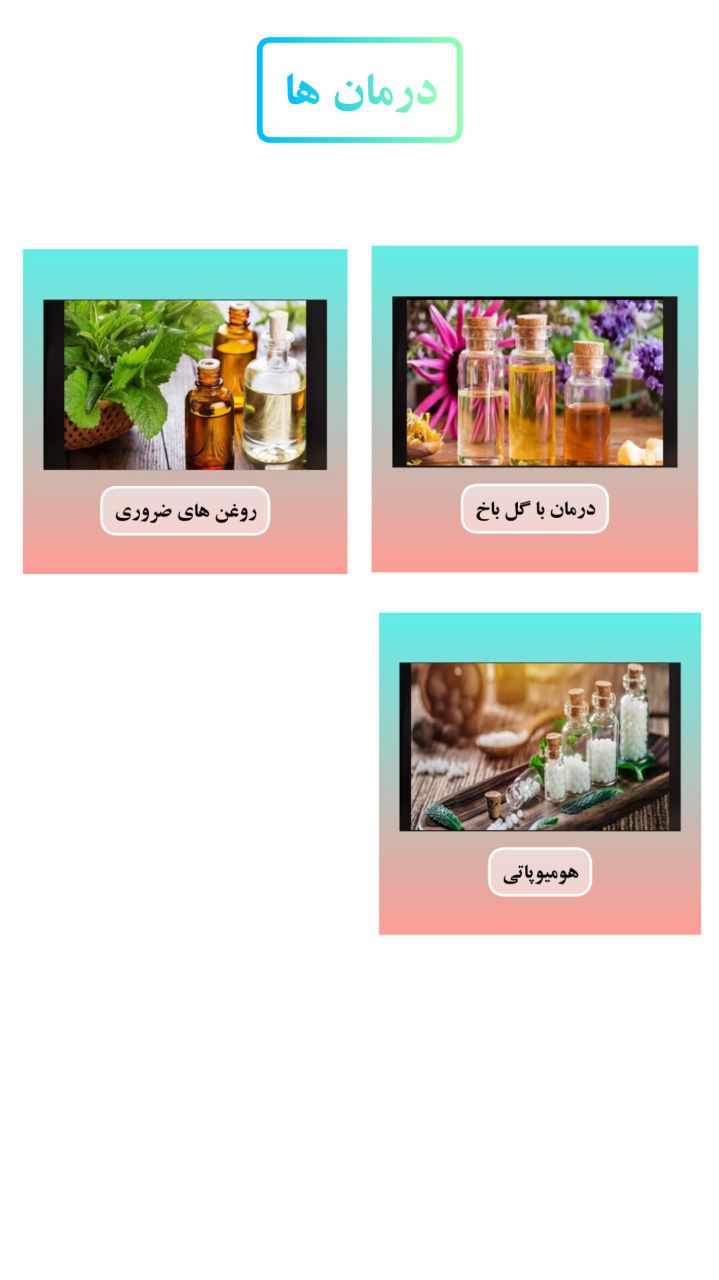 درمان ها
درمان با گل باخ
روغن های ضروری
هومیوپاتی